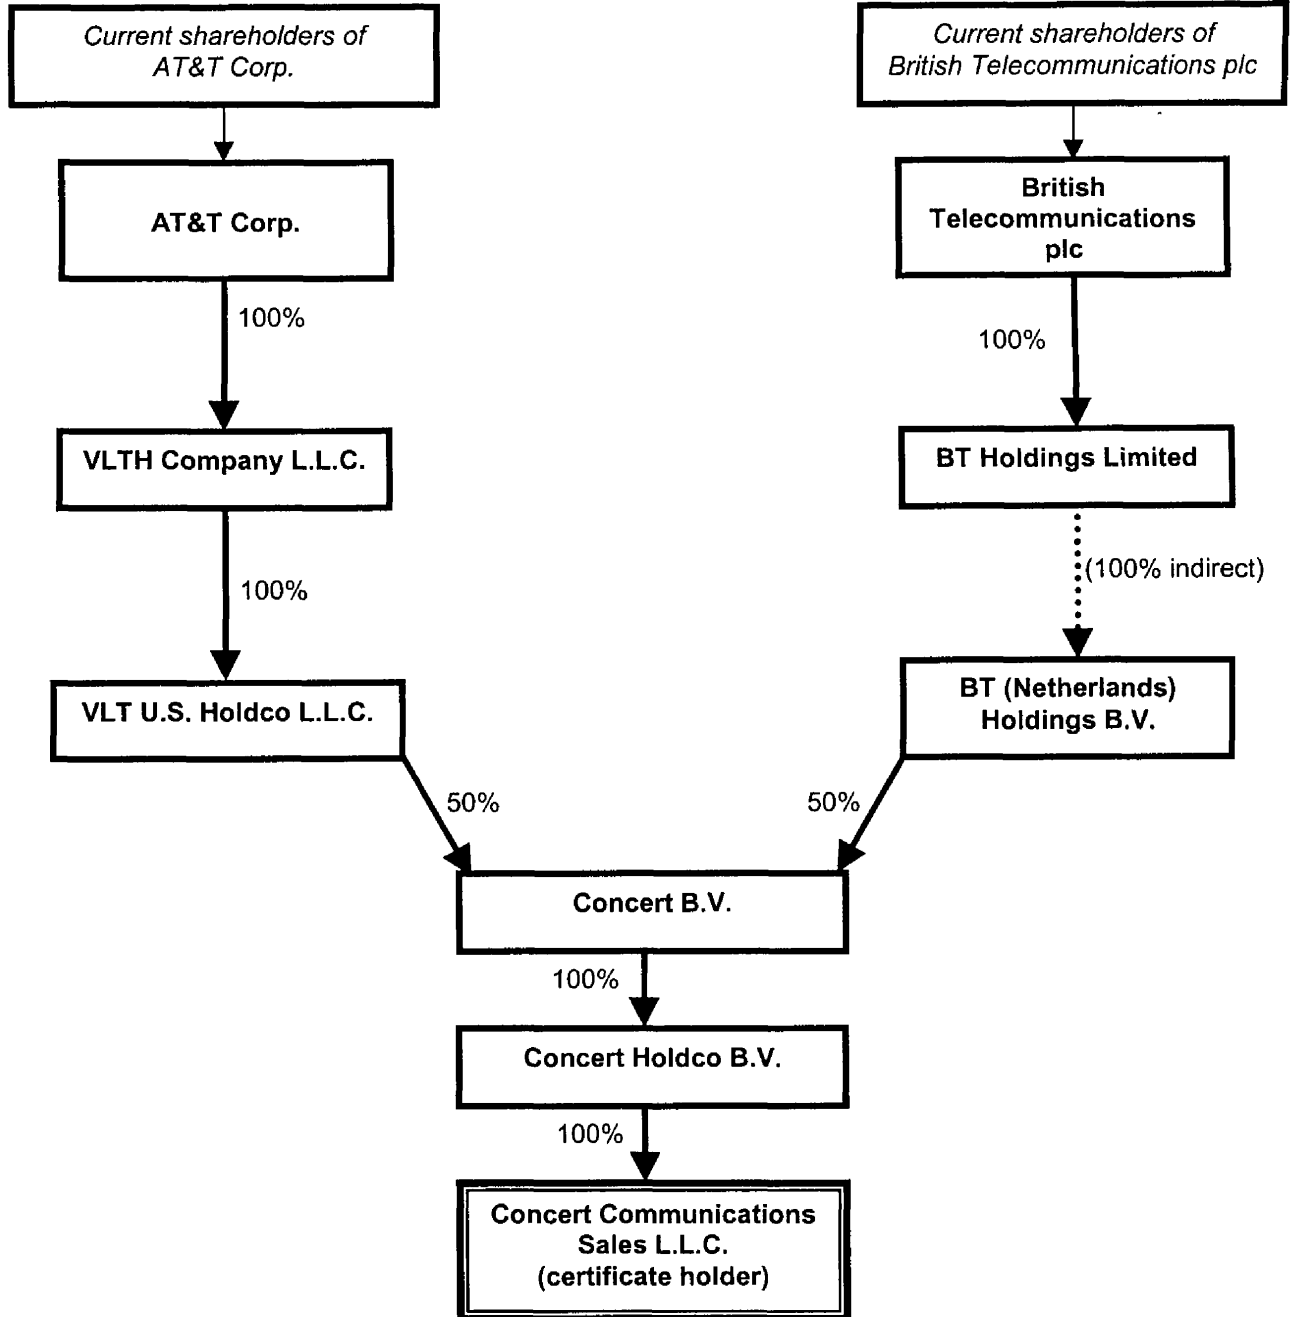 Current shareholders of
AT&T Corp.
Current shareholders of
British Telecommunications plc
AT&T Corp.
British
Telecommunications
plc
100%
100%
VLTH Company L.L.C.
BT Holdings Limited
100%
(100% indirect)
VLT U.S. Holdco L.L.C.
BT (Netherlands)
Holdings B.V.
50%
50%
Concert B.V.
100%
Concert Holdco B.V.
100%
Concert Communications
Sales L.L.C.
(certificate holder)